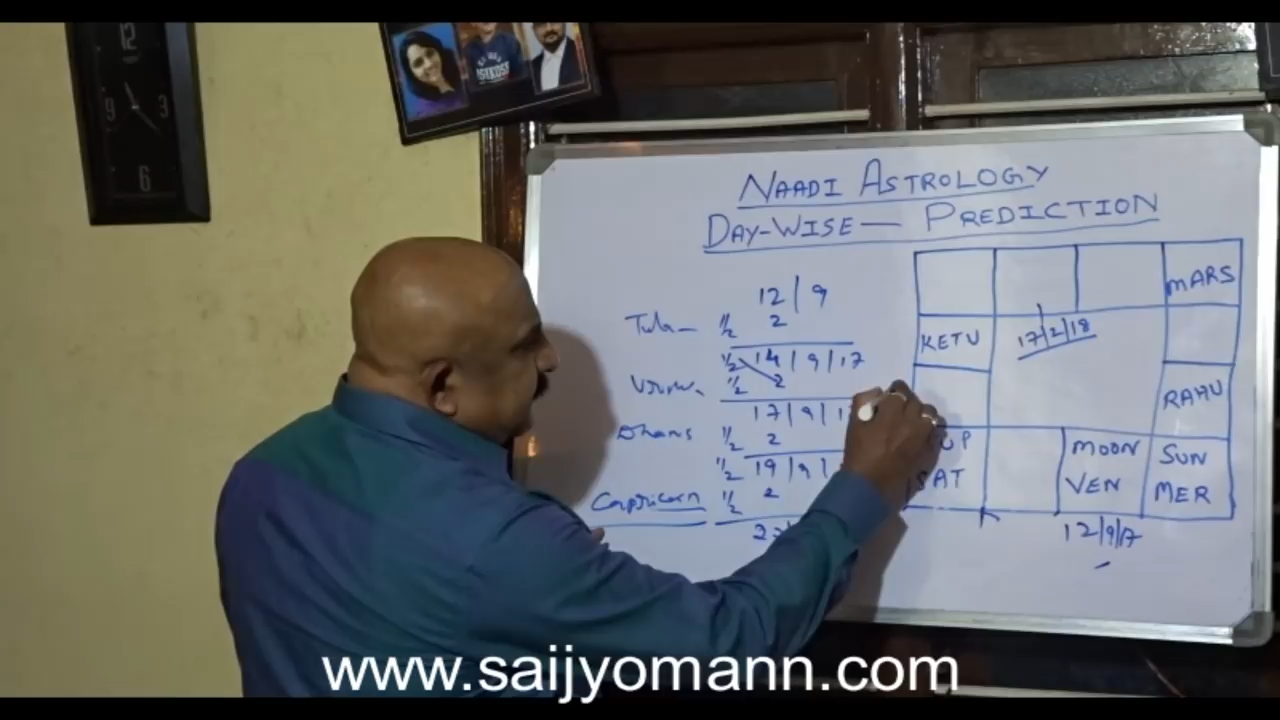 NAADI ASTROLOGY
DAY-WISE — PREDICTION
12 | 9
Tula - ½ 2
½ 14 | 9 | 17
½ 2
17 | 9 |
Dhans ½ 2
½ 19 | 9 |
Capricorn ½ 2
MARS
KETU 17/2/18
RAHU
UP MOON SUN
SAT VEN MER
12/9/17
www.saijjyomann.com